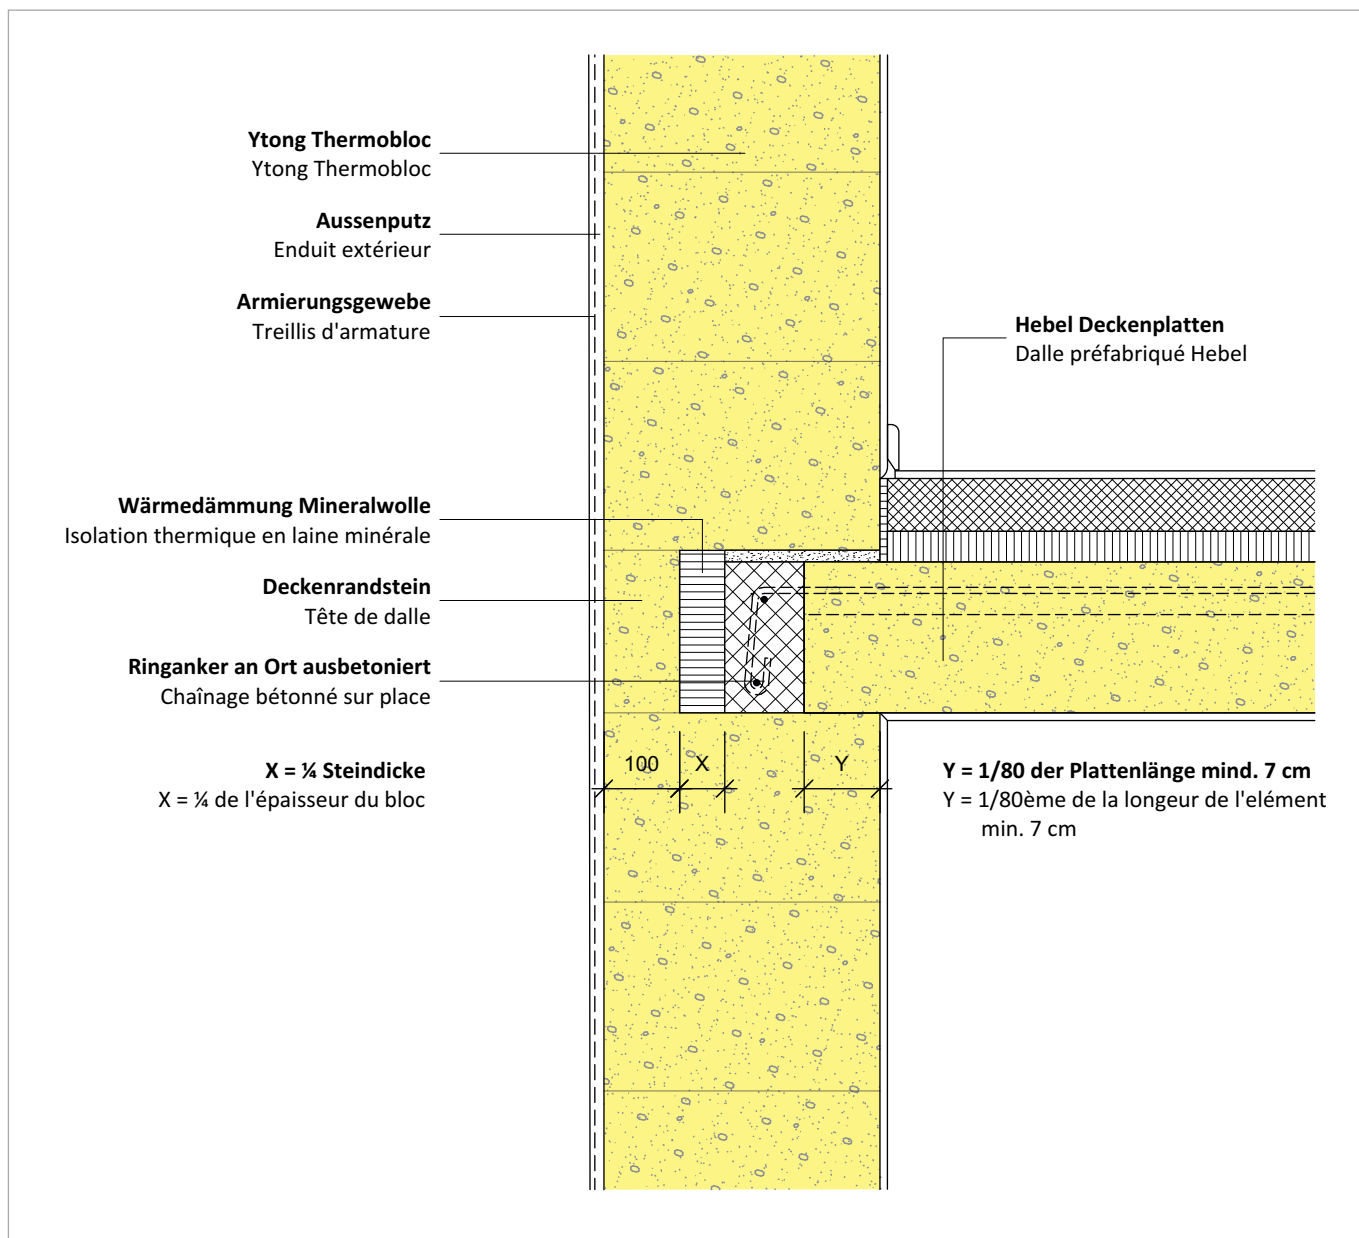 Ytong Thermobloc
Ytong Thermobloc
Aussenputz
Enduit extérieur
Armierungsgewebe
Treillis d'armature
Hebel Deckenplatten
Dalle préfabriqué Hebel
Wärmedämmung Mineralwolle
Isolation thermique en laine minérale
Deckenrandstein
Tête de dalle
Ringanker an Ort ausbetoniert
Chaînage bétonné sur place
100 X Y
X = ¼ Steindicke
X = ¼ de l'épaisseur du bloc
Y = 1/80 der Plattenlänge mind. 7 cm
Y = 1/80ème de la longeur de l'elément
min. 7 cm